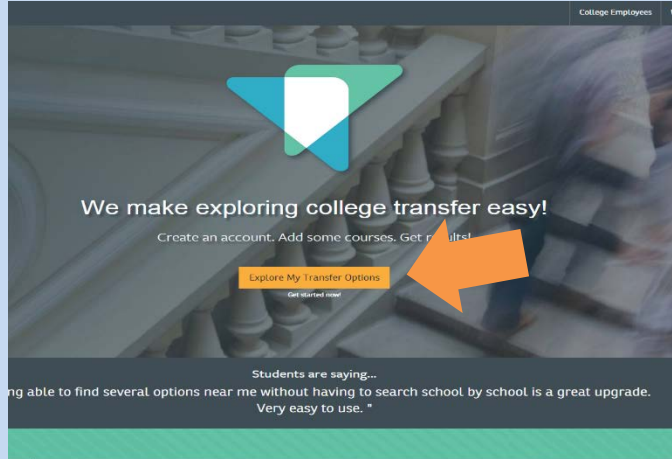 College Employees
We make exploring college transfer easy!
Create an account. Add some courses. Get
Explore My Transfer Options
Get started now!
Students are saying...
able to find several options near me without having to search school by school is a great upgrade.
Very easy to use. "